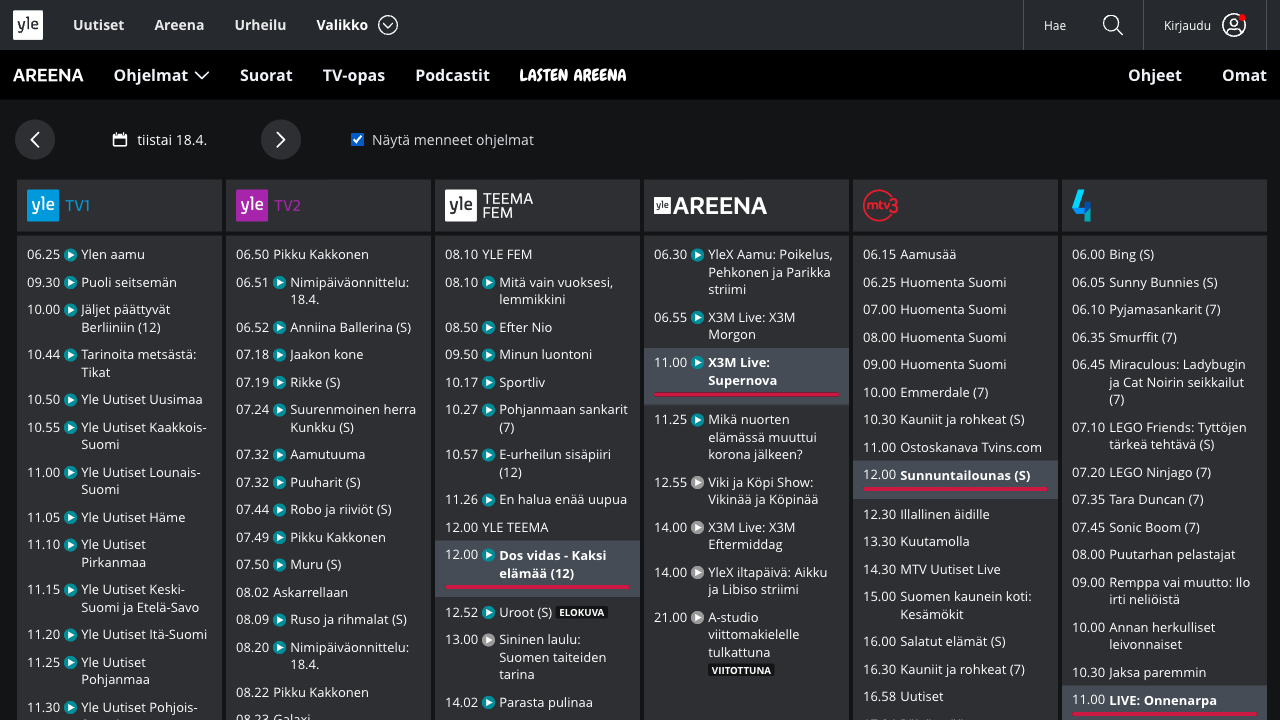 yle Uutiset Areena Urheilu Valikko Hae Kirjaudu
AREENA Ohjelmat Suorat TV-opas Podcastit LASTEN AREENA Ohjeet Omat
tiistai 18.4. Näytä menneet ohjelmat
yle TV1
06.25 Ylen aamu
09.30 Puoli seitsemän
10.00 Jäljet päättyvät
Berliiniin (12)
10.44 Tarinoita metsästä:
Tikat
10.50 Yle Uutiset Uusimaa
10.55 Yle Uutiset Kaakkois-
Suomi
11.00 Yle Uutiset Lounais-
Suomi
11.05 Yle Uutiset Häme
11.10 Yle Uutiset
Pirkanmaa
11.15 Yle Uutiset Keski-
Suomi ja Etelä-Savo
11.20 Yle Uutiset Itä-Suomi
11.25 Yle Uutiset
Pohjanmaa
11.30 Yle Uutiset Pohjois-
yle TV2
06.50 Pikku Kakkonen
06.51 Nimipäiväonnittelu:
18.4.
06.52 Anniina Ballerina (S)
07.18 Jaakon kone
07.19 Rikke (S)
07.24 Suurenmoinen herra
Kunkku (S)
07.32 Aamutuuma
07.32 Puuharit (S)
07.44 Robo ja riiviöt (S)
07.49 Pikku Kakkonen
07.50 Muru (S)
08.02 Askarrellaan
08.09 Ruso ja rihmalat (S)
08.20 Nimipäiväonnittelu:
18.4.
08.22 Pikku Kakkonen
08.23 Galaxi
yle TEEMA
FEM
08.10 YLE FEM
08.10 Mitä vain vuoksesi,
lemmikkini
08.50 Efter Nio
09.50 Minun luontoni
10.17 Sportliv
10.27 Pohjanmaan sankarit
(7)
10.57 E-urheilun sisäpiiri
(12)
11.26 En halua enää uupua
12.00 YLE TEEMA
12.00 Dos vidas - Kaksi
elämää (12)
12.52 Uroot (S) ELOKUVA
13.00 Sininen laulu:
Suomen taiteiden
tarina
14.02 Parasta pulinaa
yle AREENA
06.30 YleX Aamu: Poikelus,
Pehkonen ja Parikka
striimi
06.55 X3M Live: X3M
Morgon
11.00 X3M Live:
Supernova
11.25 Mikä nuorten
elämässä muuttui
korona jälkeen?
12.55 Viki ja Köpi Show:
Vikinää ja Köpinää
14.00 X3M Live: X3M
Eftermiddag
14.00 YleX iltapäivä: Aikku
ja Libiso striimi
21.00 A-studio
viittomakielelle
tulkattuna
VIITOTTUNA
mtv3
06.15 Aamusää
06.25 Huomenta Suomi
07.00 Huomenta Suomi
08.00 Huomenta Suomi
09.00 Huomenta Suomi
10.00 Emmerdale (7)
10.30 Kauniit ja rohkeat (S)
11.00 Ostoskanava Tvins.com
12.00 Sunnuntailounas (S)
12.30 Illallinen äidille
13.30 Kuutamolla
14.30 MTV Uutiset Live
15.00 Suomen kaunein koti:
Kesämökit
16.00 Salatut elämät (S)
16.30 Kauniit ja rohkeat (7)
16.58 Uutiset
4
06.00 Bing (S)
06.05 Sunny Bunnies (S)
06.10 Pyjamasankarit (7)
06.35 Smurffit (7)
06.45 Miraculous: Ladybugin
ja Cat Noirin seikkailut
(7)
07.10 LEGO Friends: Tyttöjen
tärkeä tehtävä (S)
07.20 LEGO Ninjago (7)
07.35 Tara Duncan (7)
07.45 Sonic Boom (7)
08.00 Puutarhan pelastajat
09.00 Remppa vai muutto: Ilo
irti neliöistä
10.00 Annan herkulliset
leivonnaiset
10.30 Jaksa paremmin
11.00 LIVE: Onnenarpa